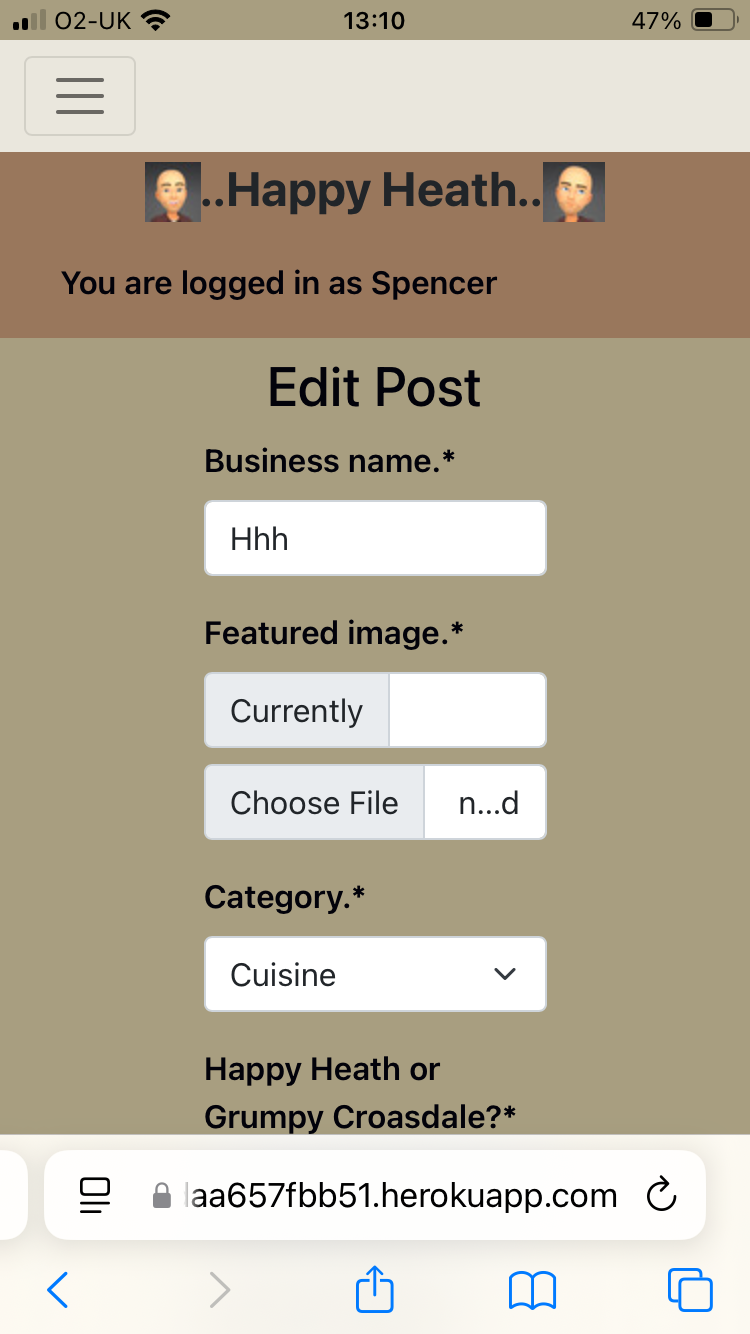 O2-UK 13:10 47%
..Happy Heath..
You are logged in as Spencer
Edit Post
Business name.*
Hhh
Featured image.*
Currently
Choose File n...d
Category.*
Cuisine
Happy Heath or
Grumpy Croasdale?*
aa657fbb51.herokuapp.com